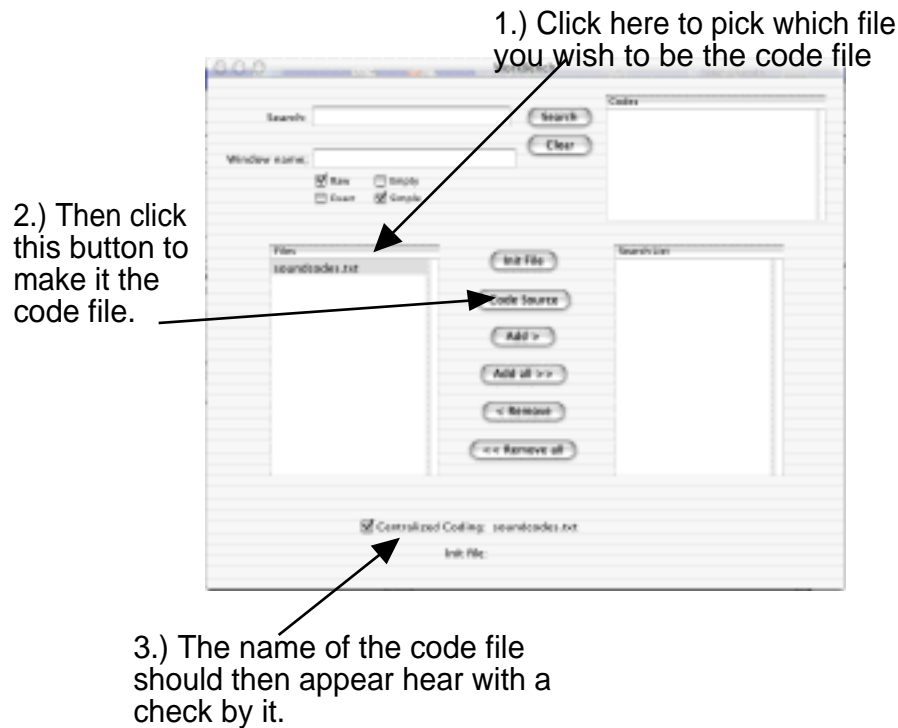 1.) Click here to pick which file
you wish to be the code file
Workbench
Search:
Search
Codes
Clear
Window name:
Raw
Empty
Exact
Simple
2.) Then click
this button to
make it the
code file.
Files
soundcodes.txt
Init File
Search List
Code Source
Add >
Add all >>
< Remove
<< Remove all
Centralized Coding: soundcodes.txt
Init file:
3.) The name of the code file
should then appear hear with a
check by it.